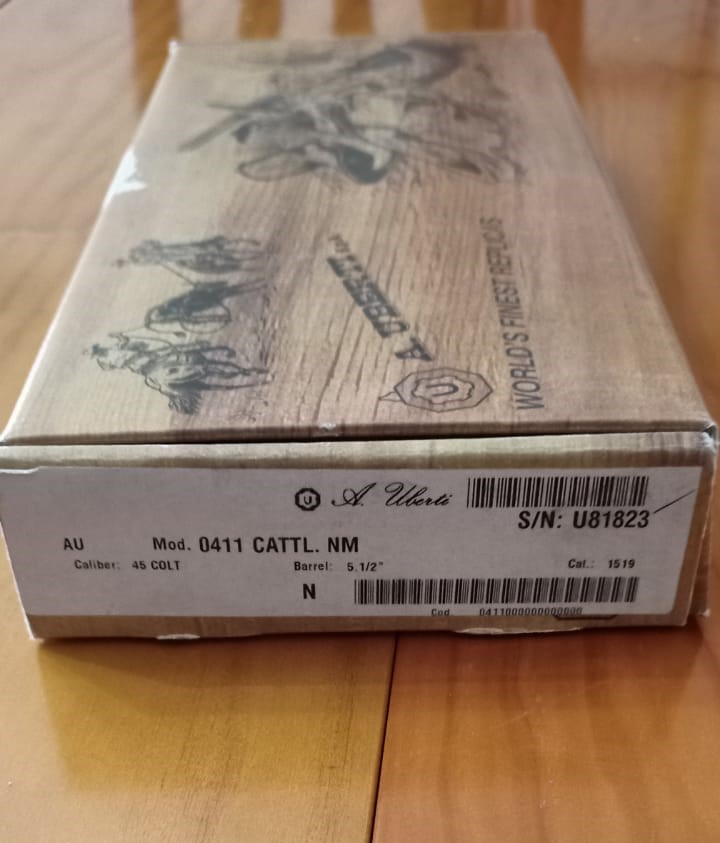 A. UBERTI
WORLD'S FINEST REPLICAS
U
U
A. Uberti
S/N: U81823
AU
Mod. 0411 CATTL. NM
Caliber: 45 COLT
Barrel: 5.1/2"
Cat.: 1519
N
Cod.